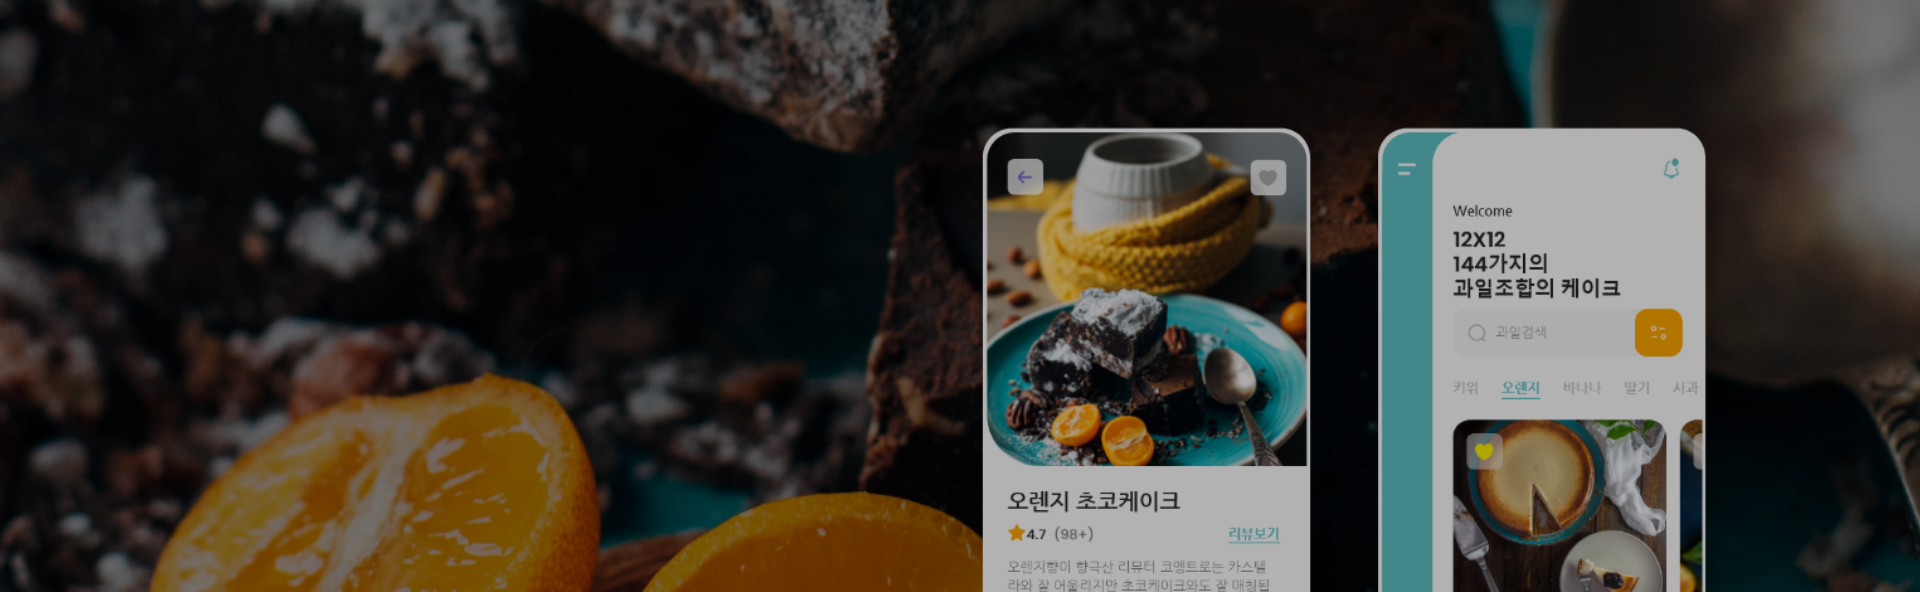 오렌지 초코케이크
4.7 (98+)
리뷰보기
오렌지향이 향극산 리뮤터 코엥트로는 카스텔
라와 잘 어울리지만 초코케이크와도 잘 매칭됩
Welcome
12X12
144가지의
과일조합의 케이크
과일검색
키위 오렌지 바나나 딸기 사과